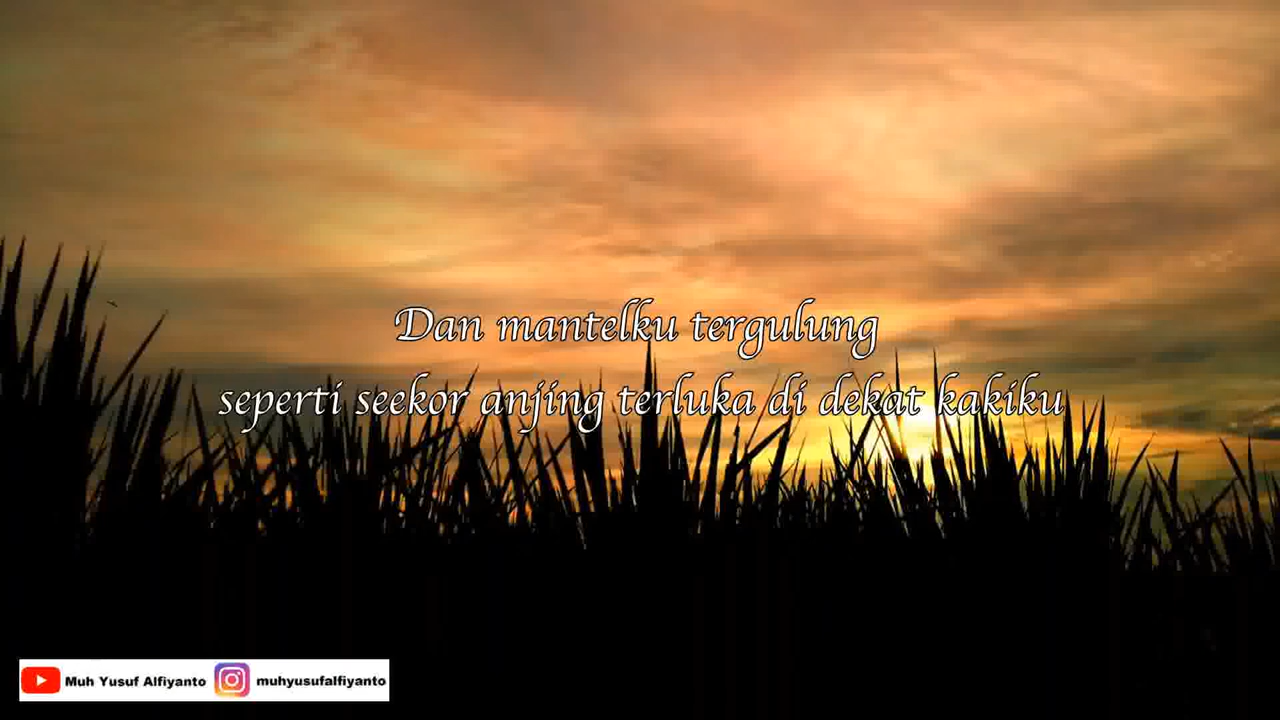 Dan mantelku tergulung
seperti seekor anjing terluka di dekat kakiku
Muh Yusuf Alfiyanto muhyusufalfiyanto